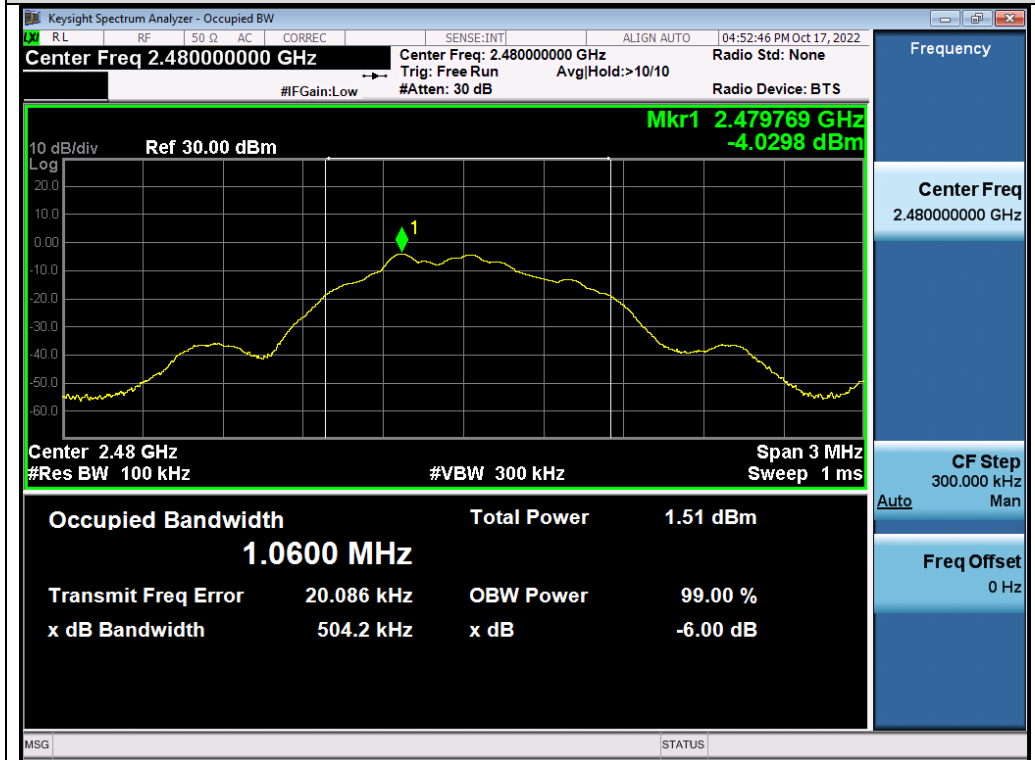 Keysight Spectrum Analyzer - Occupied BW
LXI RL RF 50 Ω AC CORREC SENSE:INT ALIGN AUTO 04:52:46 PM Oct 17, 2022
Center Freq 2.480000000 GHz
Center Freq: 2.480000000 GHz
Radio Std: None
Trig: Free Run Avg|Hold:>10/10
#IFGain:Low
#Atten: 30 dB
Radio Device: BTS
Frequency
Mkr1 2.479769 GHz
-4.0298 dBm
10 dB/div Ref 30.00 dBm
Log
20.0
10.0
0.00
-10.0
-20.0
-30.0
-40.0
-50.0
-60.0
1
Center 2.48 GHz
Span 3 MHz
#Res BW 100 kHz
#VBW 300 kHz
Sweep 1 ms
Center Freq
2.480000000 GHz
CF Step
300.000 kHz
Auto Man
Freq Offset
0 Hz
Occupied Bandwidth
1.0600 MHz
Total Power 1.51 dBm
Transmit Freq Error 20.086 kHz
OBW Power 99.00 %
x dB Bandwidth 504.2 kHz
x dB -6.00 dB
MSG
STATUS